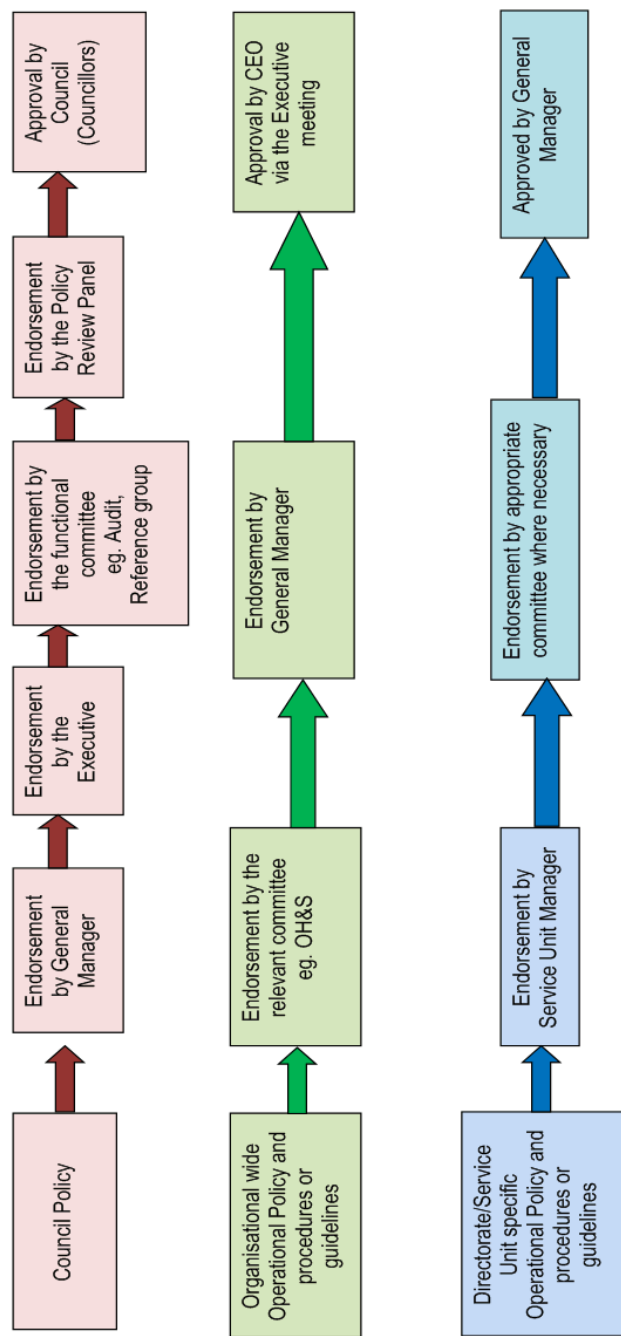 Council Policy
Endorsement
by General
Manager
Endorsement
by the
Executive
Endorsement by
the functional
committee
eg. Audit,
Reference group
Endorsement
by the Policy
Review Panel
Approval by
Council
(Councillors)
Organisational wide
Operational Policy and
procedures or
guidelines
Endorsement by the
relevant committee
eg. OH&S
Endorsement by
General Manager
Approval by CEO
via the Executive
meeting
Directorate/Service
Unit specific
Operational Policy and
procedures or
guidelines
Endorsement by
Service Unit Manager
Endorsement by appropriate
committee where necessary
Approved by General
Manager